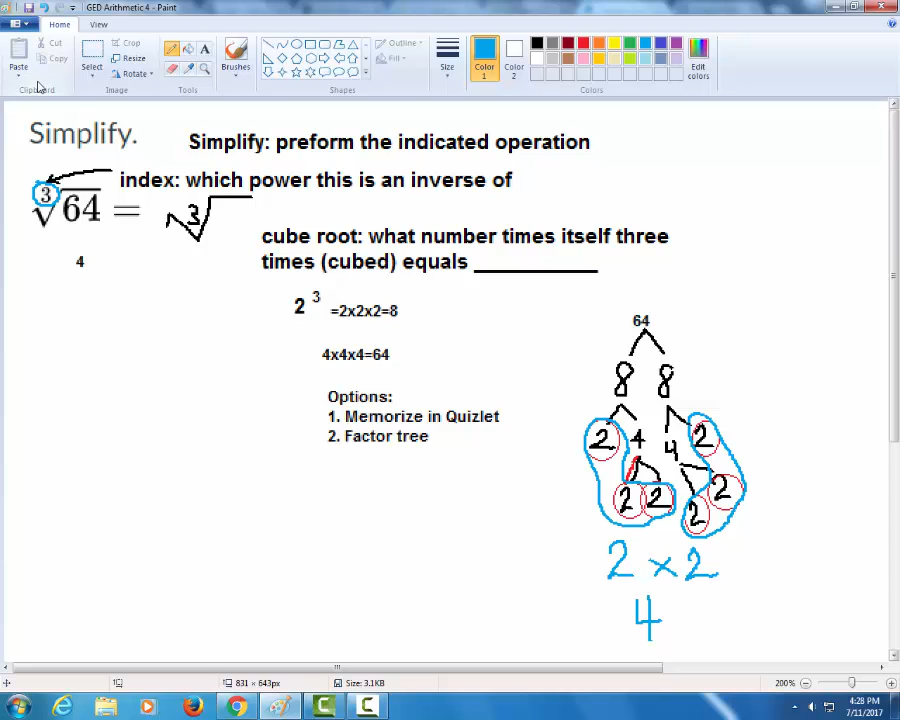 GED Arithmetic 4 - Paint
Home
View
Paste
Cut
Copy
Clipboard
Select
Crop
Resize
Rotate
Image
A
Tools
Brushes
Outline
Fill
Shapes
Size
Color
1
Color
2
Edit
colors
Colors
Simplify.
Simplify: preform the indicated operation
index: which power this is an inverse of
3√64 =
3√
4
cube root: what number times itself three
times (cubed) equals ____________
2 3 =2x2x2=8
4x4x4=64
Options:
1. Memorize in Quizlet
2. Factor tree
64
8 8
2 4 4 2
2 2 2 2
2 × 2
4
831 × 643px
Size: 3.1KB
200%
4:28 PM
7/11/2017